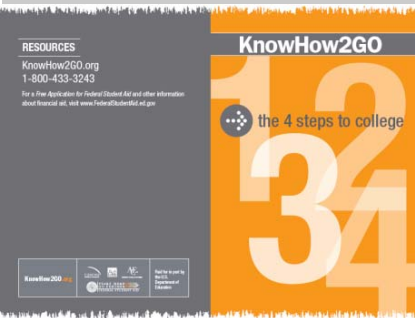 RESOURCES
KnowHow2GO.org
1-800-433-3243
For a Free Application for Federal Student Aid and other information
about financial aid, visit www.FederalStudentAid.ed.gov
KnowHow2GO.org
Paid for in part by
the U.S.
Department of
Education
KnowHow2GO
1 2
the 4 steps to college
3 4